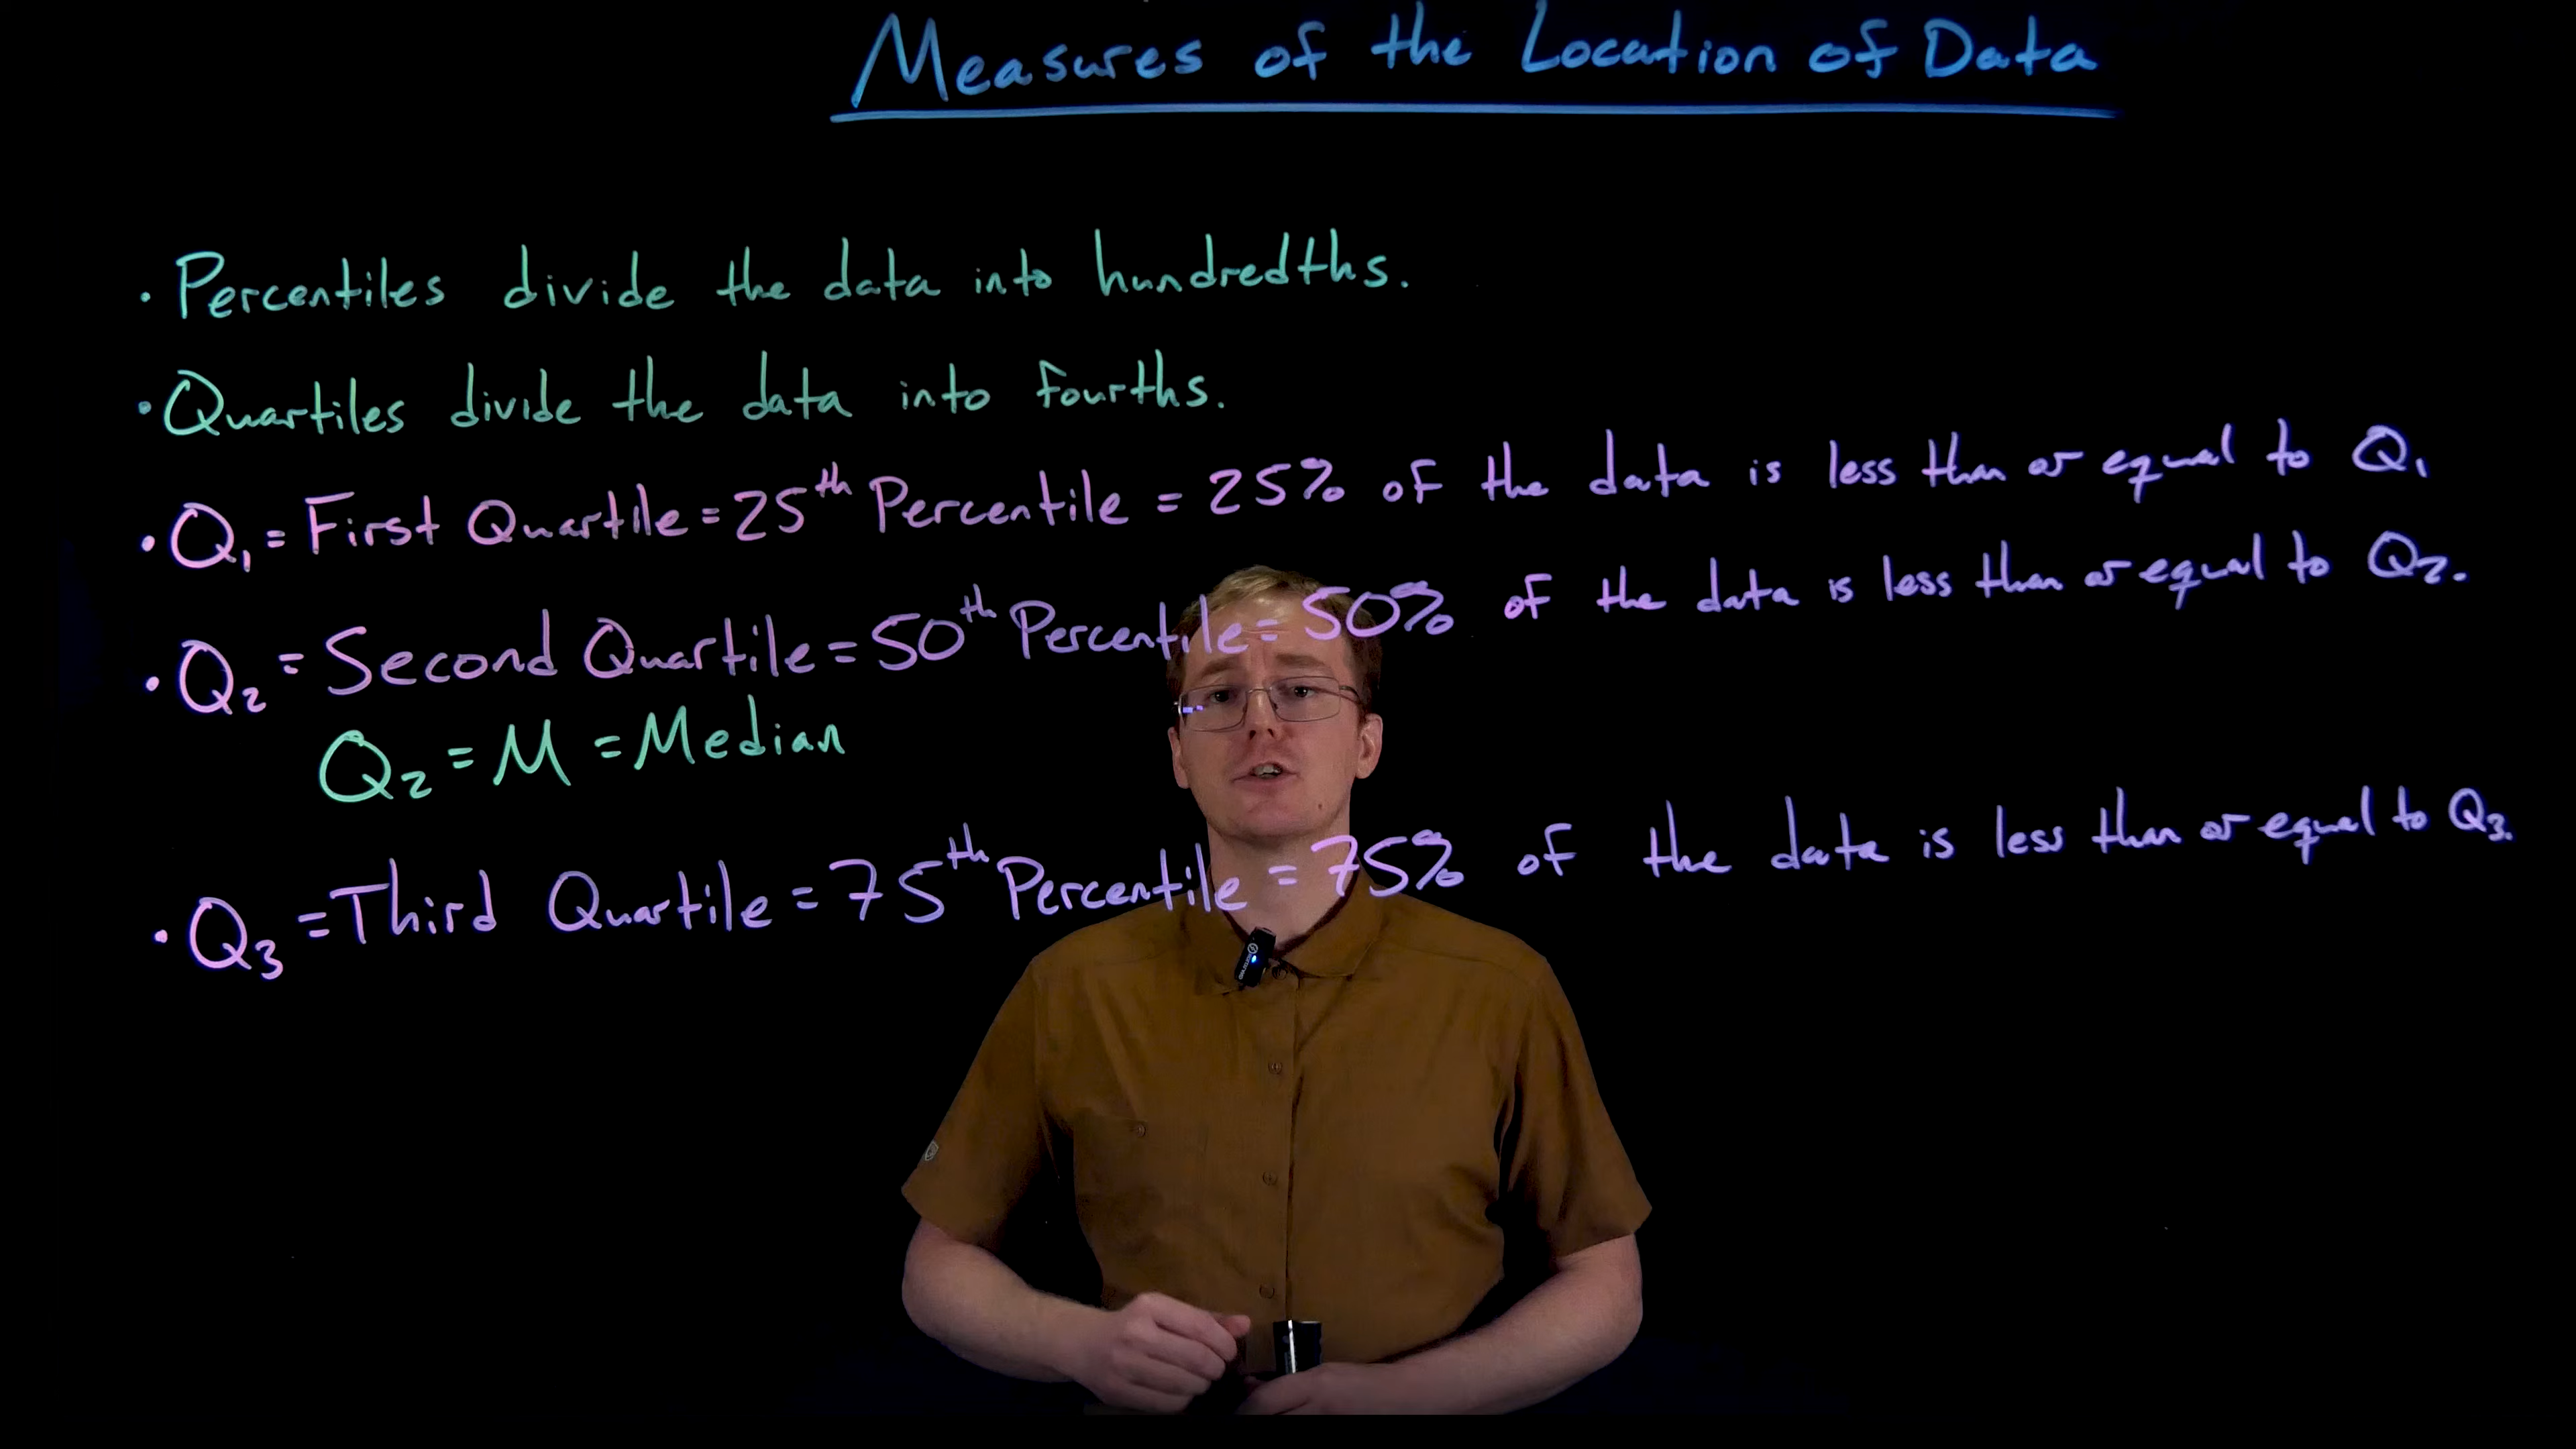 Measures of the Location of Data
· Percentiles divide the data into hundredths.
· Quartiles divide the data into fourths.
· Q₁ = First Quartile = 25ᵗʰ Percentile = 25% of the data is less than or equal to Q₁
· Q₂ = Second Quartile = 50ᵗʰ Percentile = 50% of the data is less than or equal to Q₂.
Q₂ = M = Median
· Q₃ = Third Quartile = 75ᵗʰ Percentile = 75% of the data is less than or equal to Q₃.